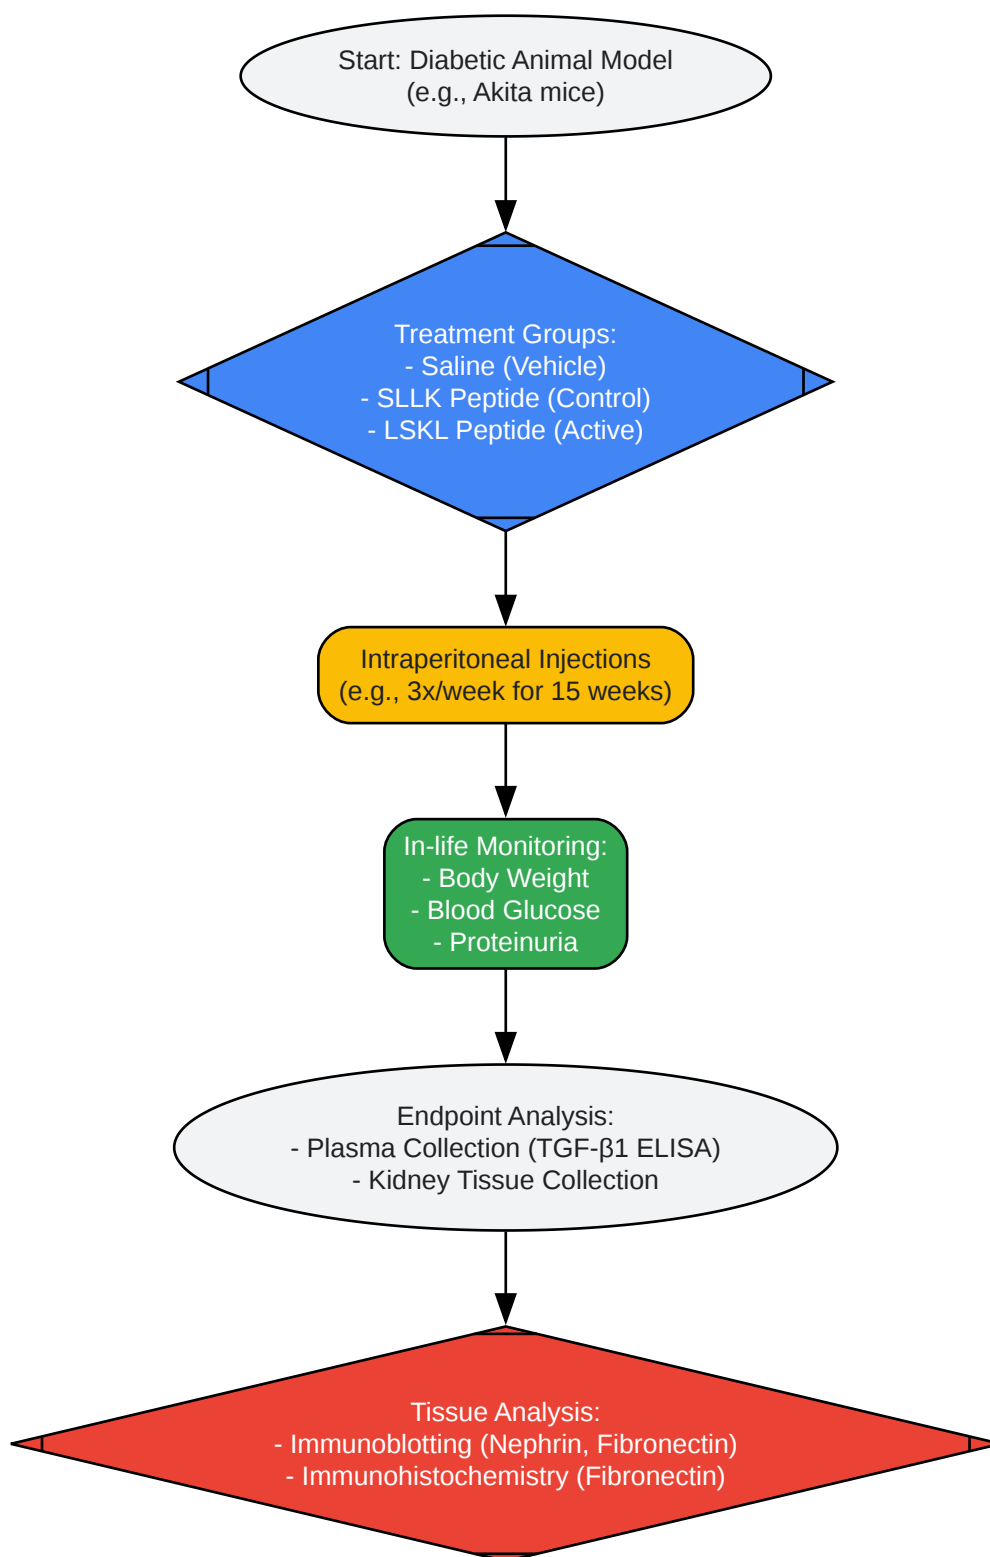 Start: Diabetic Animal Model
(e.g., Akita mice)
Treatment Groups:
- Saline (Vehicle)
- SLLK Peptide (Control)
- LSKL Peptide (Active)
Intraperitoneal Injections
(e.g., 3x/week for 15 weeks)
In-life Monitoring:
- Body Weight
- Blood Glucose
- Proteinuria
Endpoint Analysis:
- Plasma Collection (TGF-β1 ELISA)
- Kidney Tissue Collection
Tissue Analysis:
- Immunoblotting (Nephrin, Fibronectin)
- Immunohistochemistry (Fibronectin)